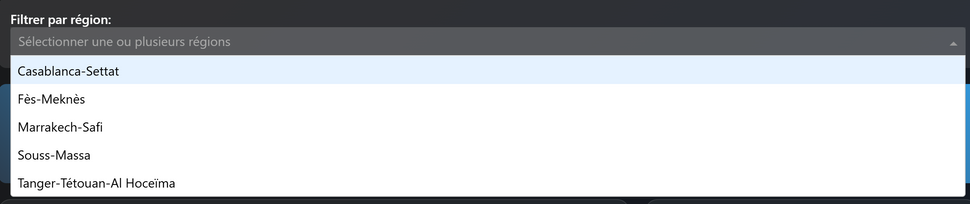 Filtrer par région:
Sélectionner une ou plusieurs régions
Casablanca-Settat
Fès-Meknès
Marrakech-Safi
Souss-Massa
Tanger-Tétouan-Al Hoceïma